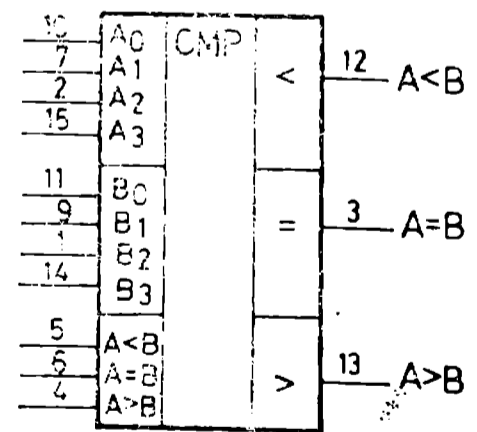 10 A0 CMP
7 A1
2 A2
15 A3
< 12 A<B
11 B0
9 B1
1 B2
14 B3
= 3 A=B
5 A<B
6 A=B
4 A>B
> 13 A>B